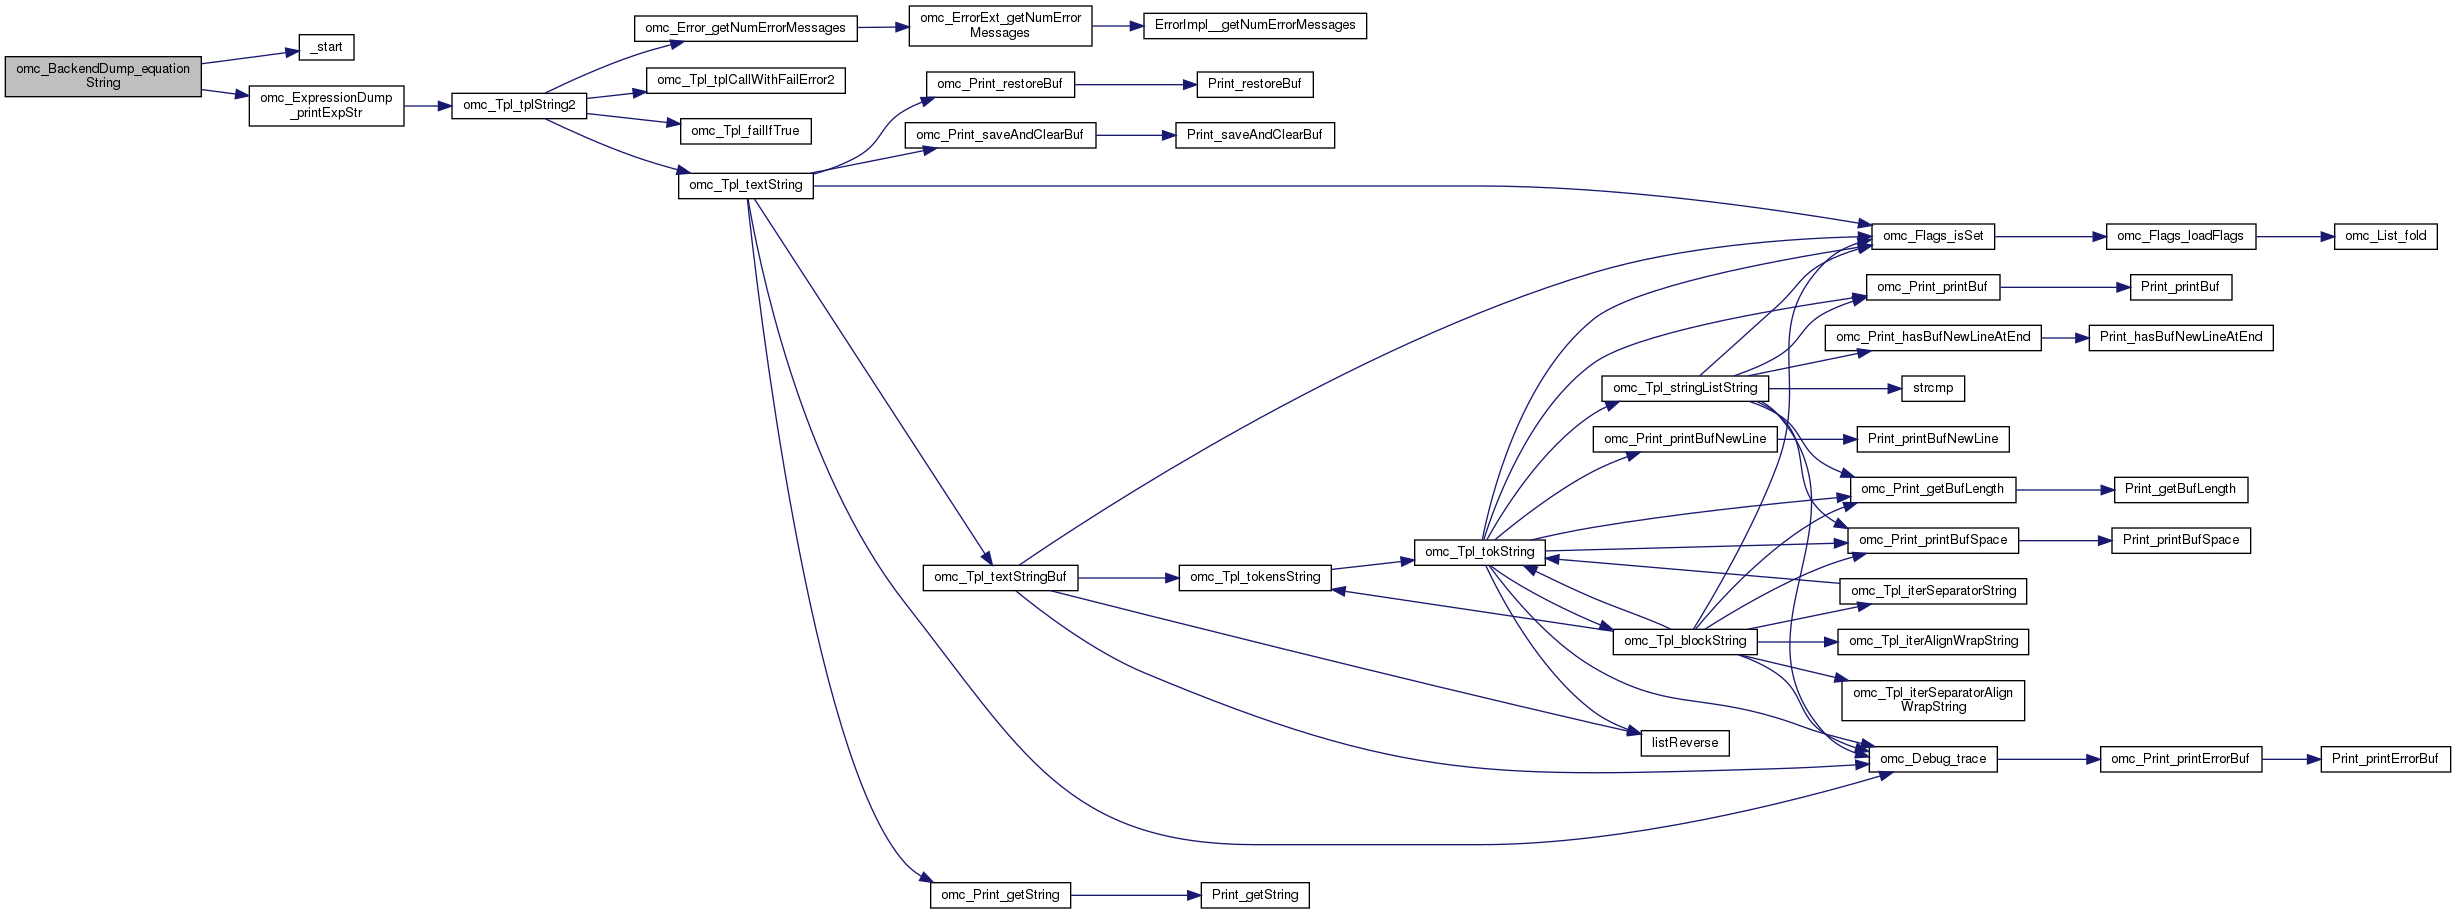 omc_BackendDump_equation
String
_start
omc_ExpressionDump
_printExpStr
omc_Tpl_tplString2
omc_Error_getNumErrorMessages
omc_ErrorExt_getNumError
Messages
ErrorImpl__getNumErrorMessages
omc_Tpl_tplCallWithFailError2
omc_Tpl_failIfTrue
omc_Tpl_textString
omc_Print_restoreBuf
Print_restoreBuf
omc_Print_saveAndClearBuf
Print_saveAndClearBuf
omc_Flags_isSet
omc_Flags_loadFlags
omc_List_fold
omc_Print_printBuf
Print_printBuf
omc_Print_hasBufNewLineAtEnd
Print_hasBufNewLineAtEnd
omc_Tpl_stringListString
strcmp
omc_Print_printBufNewLine
Print_printBufNewLine
omc_Print_getBufLength
Print_getBufLength
omc_Tpl_tokString
omc_Print_printBufSpace
Print_printBufSpace
omc_Tpl_textStringBuf
omc_Tpl_tokensString
omc_Tpl_iterSeparatorString
omc_Tpl_blockString
omc_Tpl_iterAlignWrapString
omc_Tpl_iterSeparatorAlign
WrapString
listReverse
omc_Debug_trace
omc_Print_printErrorBuf
Print_printErrorBuf
omc_Print_getString
Print_getString